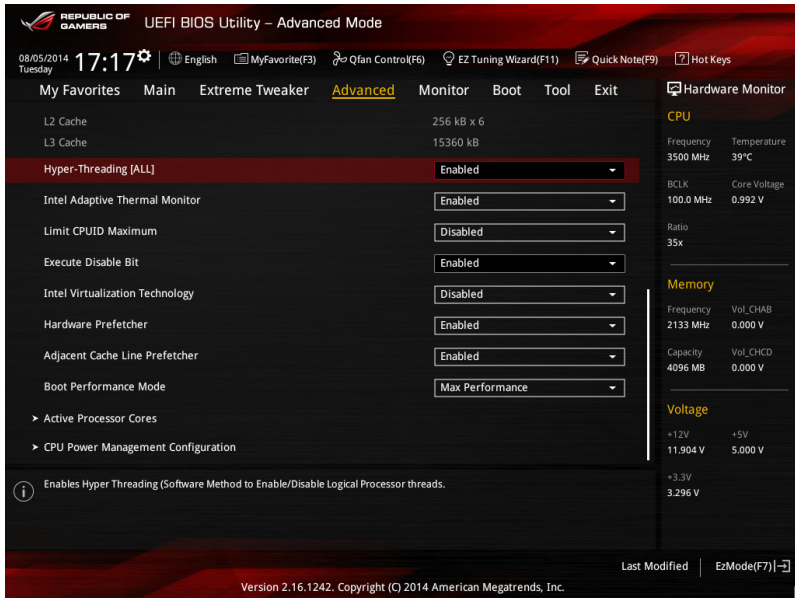 REPUBLIC OF
GAMERS
UEFI BIOS Utility – Advanced Mode
08/05/2014
Tuesday
17:17
English
MyFavorite(F3)
Qfan Control(F6)
EZ Tuning Wizard(F11)
Quick Note(F9)
? Hot Keys
My Favorites Main Extreme Tweaker Advanced Monitor Boot Tool Exit
L2 Cache 256 kB x 6
L3 Cache 15360 kB
Hyper-Threading [ALL] Enabled
Intel Adaptive Thermal Monitor Enabled
Limit CPUID Maximum Disabled
Execute Disable Bit Enabled
Intel Virtualization Technology Disabled
Hardware Prefetcher Enabled
Adjacent Cache Line Prefetcher Enabled
Boot Performance Mode Max Performance
> Active Processor Cores
> CPU Power Management Configuration
Enables Hyper Threading (Software Method to Enable/Disable Logical Processor threads.
Hardware Monitor
CPU
Frequency Temperature
3500 MHz 39°C
BCLK Core Voltage
100.0 MHz 0.992 V
Ratio
35x
Memory
Frequency Vol_CHAB
2133 MHz 0.000 V
Capacity Vol_CHCD
4096 MB 0.000 V
Voltage
+12V +5V
11.904 V 5.000 V
+3.3V
3.296 V
Last Modified
EzMode(F7)
Version 2.16.1242. Copyright (C) 2014 American Megatrends, Inc.